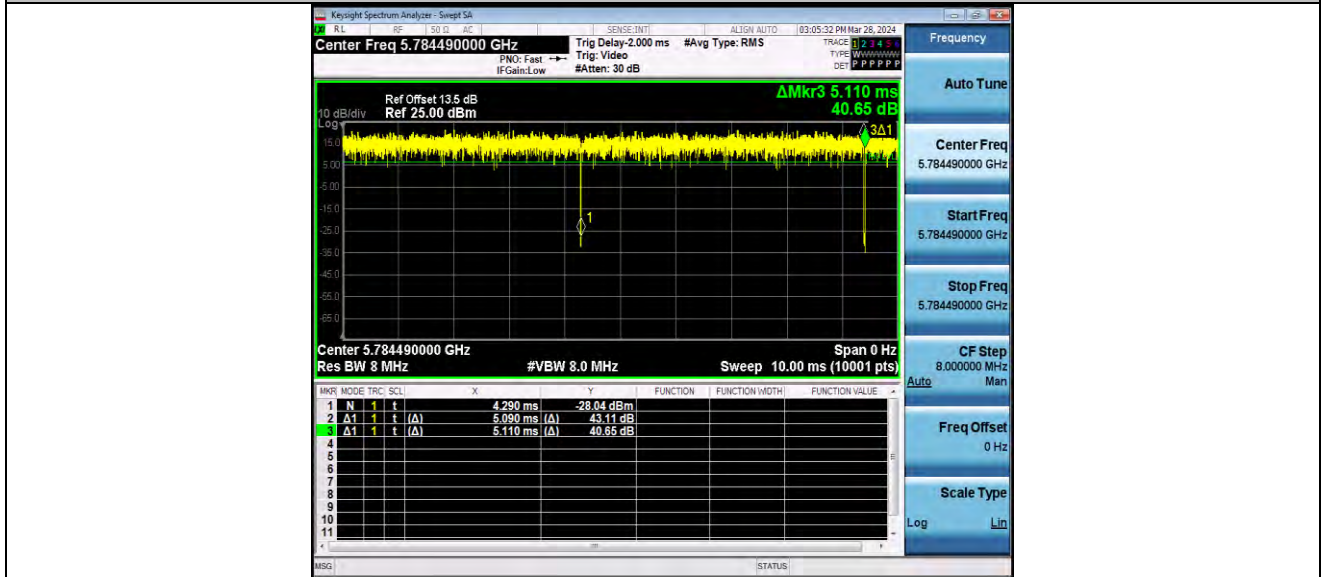 Keysight Spectrum Analyzer - Swept SA
RL RF 50 Ω AC SENSE:INT ALIGN AUTO 03:05:32 PM Mar 28, 2024
Center Freq 5.784490000 GHz
PNO: Fast
IFGain:Low
Trig Delay-2.000 ms
Trig: Video
#Atten: 30 dB
#Avg Type: RMS
TRACE 1 2 3 4 5 6
TYPE WWWWWW
DET P P P P P P
ΔMkr3 5.110 ms
40.65 dB
Ref Offset 13.5 dB
10 dB/div Ref 25.00 dBm
Log
15.0
5.00
-5.00
-15.0
-25.0
-35.0
-45.0
-55.0
-65.0
3Δ1
1
Center 5.784490000 GHz Span 0 Hz
Res BW 8 MHz #VBW 8.0 MHz Sweep 10.00 ms (10001 pts)
MKR MODE TRC SCL X Y FUNCTION FUNCTION WIDTH FUNCTION VALUE
1 N 1 t 4.290 ms -28.04 dBm
2 Δ1 1 t (Δ) 5.090 ms (Δ) 43.11 dB
3 Δ1 1 t (Δ) 5.110 ms (Δ) 40.65 dB
4
5
6
7
8
9
10
11
MSG STATUS
Frequency
Auto Tune
Center Freq
5.784490000 GHz
Start Freq
5.784490000 GHz
Stop Freq
5.784490000 GHz
CF Step
8.000000 MHz
Auto Man
Freq Offset
0 Hz
Scale Type
Log Lin